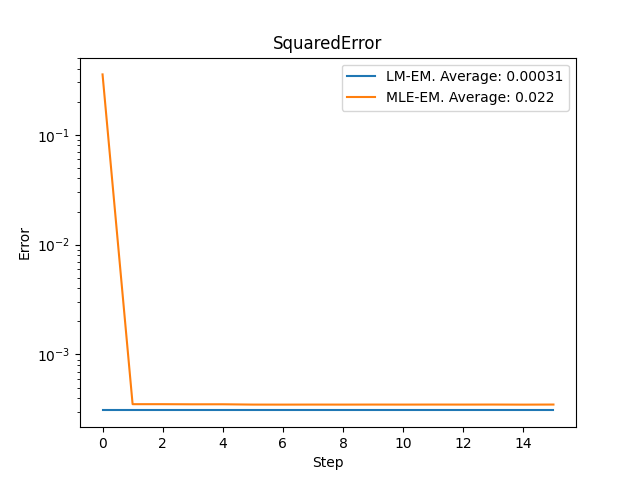 SquaredError
LM-EM. Average: 0.00031
MLE-EM. Average: 0.022
Error
10⁻¹
10⁻²
10⁻³
0 2 4 6 8 10 12 14
Step